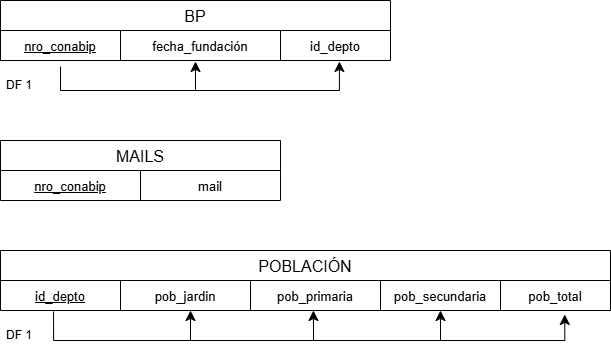 BP
nro_conabip fecha_fundación id_depto
DF 1
MAILS
nro_conabip mail
POBLACIÓN
id_depto pob_jardin pob_primaria pob_secundaria pob_total
DF 1